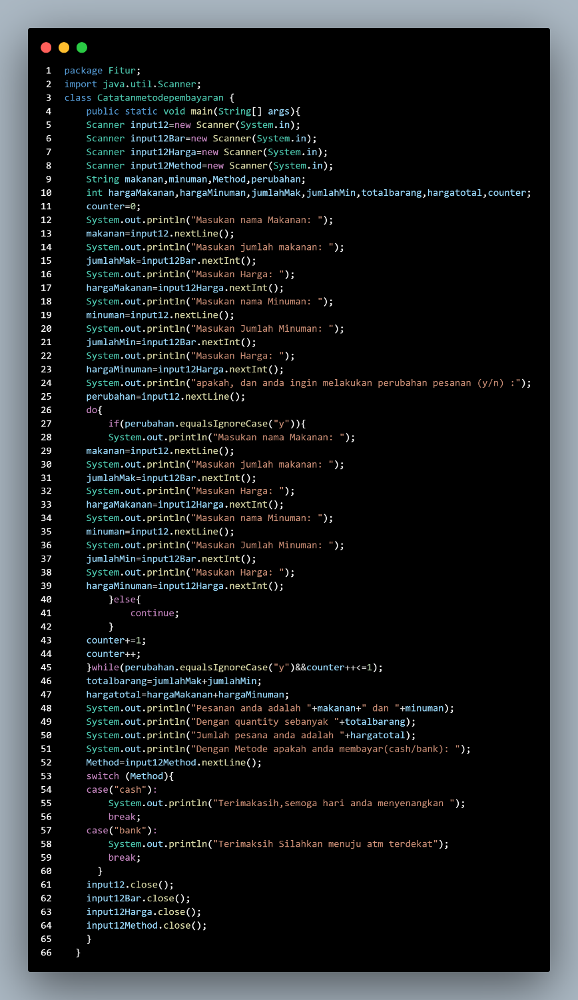 1 package Fitur;
2 import java.util.Scanner;
3 class Catatanmetodepembayaran {
4     public static void main(String[] args){
5     Scanner input12=new Scanner(System.in);
6     Scanner input12Bar=new Scanner(System.in);
7     Scanner input12Harga=new Scanner(System.in);
8     Scanner input12Method=new Scanner(System.in);
9     String makanan,minuman,Method,perubahan;
10     int hargaMakanan,hargaMinuman,jumlahMak,jumlahMin,totalbarang,hargatotal,counter;
11     counter=0;
12     System.out.println("Masukan nama Makanan: ");
13     makanan=input12.nextLine();
14     System.out.println("Masukan jumlah makanan: ");
15     jumlahMak=input12Bar.nextInt();
16     System.out.println("Masukan Harga: ");
17     hargaMakanan=input12Harga.nextInt();
18     System.out.println("Masukan nama Minuman: ");
19     minuman=input12.nextLine();
20     System.out.println("Masukan Jumlah Minuman: ");
21     jumlahMin=input12Bar.nextInt();
22     System.out.println("Masukan Harga: ");
23     hargaMinuman=input12Harga.nextInt();
24     System.out.println("apakah, dan anda ingin melakukan perubahan pesanan (y/n) :");
25     perubahan=input12.nextLine();
26     do{
27         if(perubahan.equalsIgnoreCase("y")){
28         System.out.println("Masukan nama Makanan: ");
29     makanan=input12.nextLine();
30     System.out.println("Masukan jumlah makanan: ");
31     jumlahMak=input12Bar.nextInt();
32     System.out.println("Masukan Harga: ");
33     hargaMakanan=input12Harga.nextInt();
34     System.out.println("Masukan nama Minuman: ");
35     minuman=input12.nextLine();
36     System.out.println("Masukan Jumlah Minuman: ");
37     jumlahMin=input12Bar.nextInt();
38     System.out.println("Masukan Harga: ");
39     hargaMinuman=input12Harga.nextInt();
40         }else{
41             continue;
42         }
43     counter+=1;
44     counter++;
45     }while(perubahan.equalsIgnoreCase("y")&&counter++<=1);
46     totalbarang=jumlahMak+jumlahMin;
47     hargatotal=hargaMakanan+hargaMinuman;
48     System.out.println("Pesanan anda adalah "+makanan+" dan "+minuman);
49     System.out.println("Dengan quantity sebanyak "+totalbarang);
50     System.out.println("Jumlah pesana anda adalah "+hargatotal);
51     System.out.println("Dengan Metode apakah anda membayar(cash/bank): ");
52     Method=input12Method.nextLine();
53     switch (Method){
54     case("cash"):
55         System.out.println("Terimakasih,semoga hari anda menyenangkan ");
56         break;
57     case("bank"):
58         System.out.println("Terimaksih Silahkan menuju atm terdekat");
59         break;
60       }
61     input12.close();
62     input12Bar.close();
63     input12Harga.close();
64     input12Method.close();
65     }
66   }